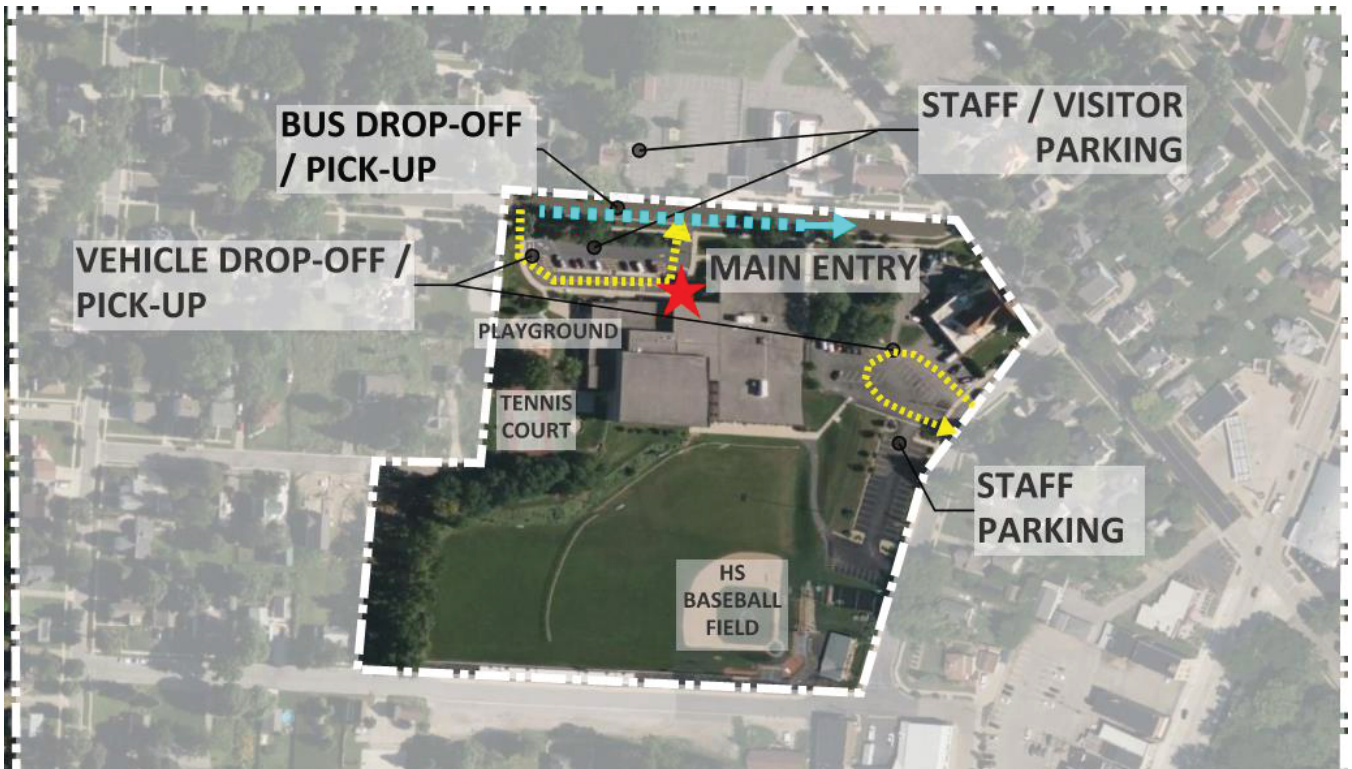 BUS DROP-OFF
/ PICK-UP
STAFF / VISITOR
PARKING
VEHICLE DROP-OFF /
PICK-UP
MAIN ENTRY
PLAYGROUND
TENNIS
COURT
STAFF
PARKING
HS
BASEBALL
FIELD